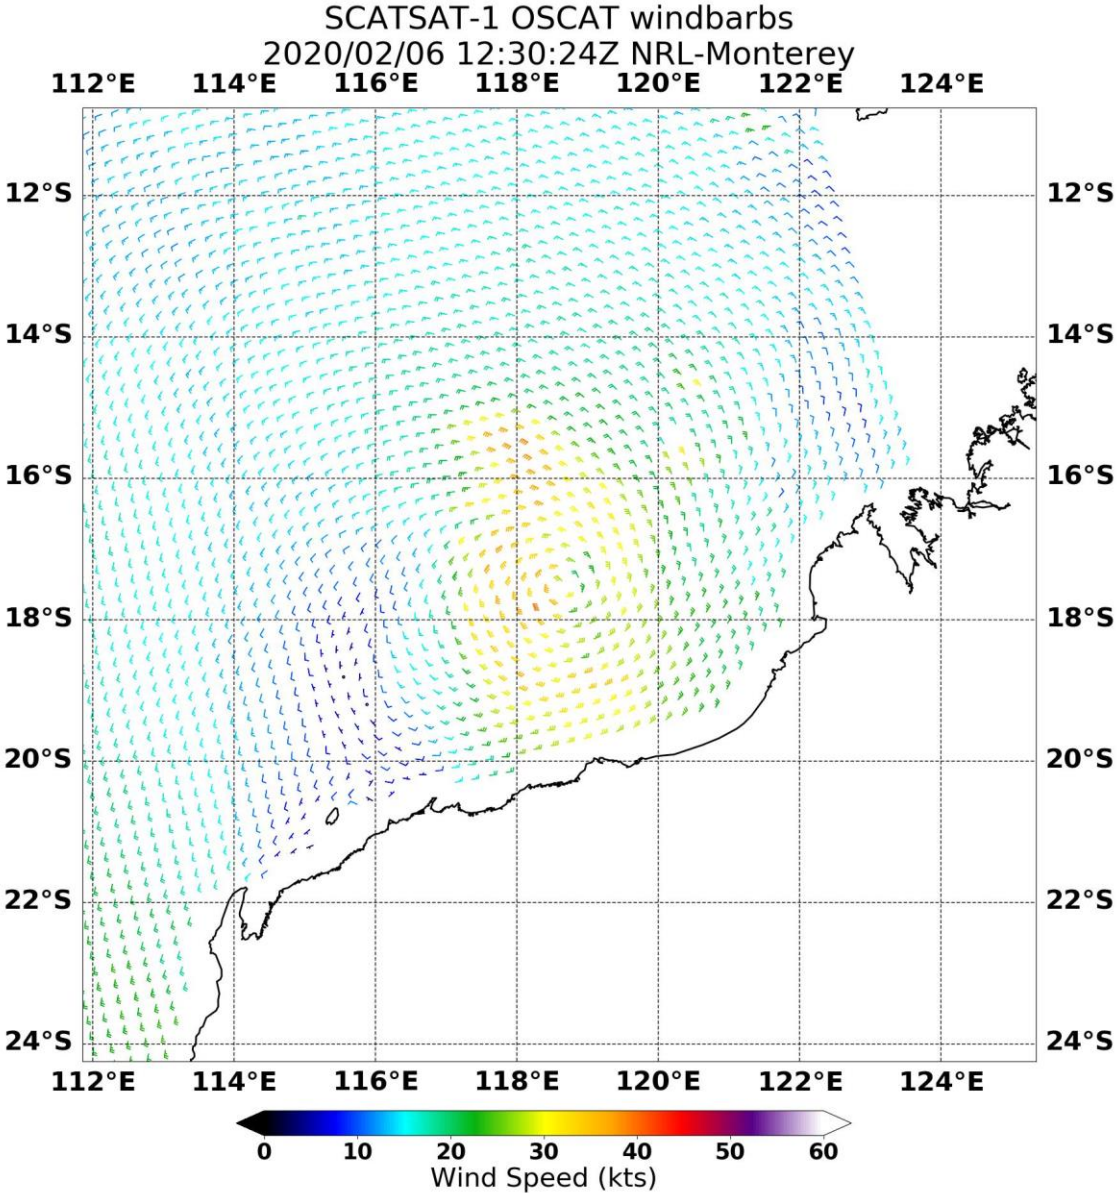 SCATSAT-1 OSCAT windbarbs
2020/02/06 12:30:24Z NRL-Monterey
112°E 114°E 116°E 118°E 120°E 122°E 124°E
12°S 12°S
14°S 14°S
16°S 16°S
18°S 18°S
20°S 20°S
22°S 22°S
24°S 24°S
112°E 114°E 116°E 118°E 120°E 122°E 124°E
0 10 20 30 40 50 60
Wind Speed (kts)